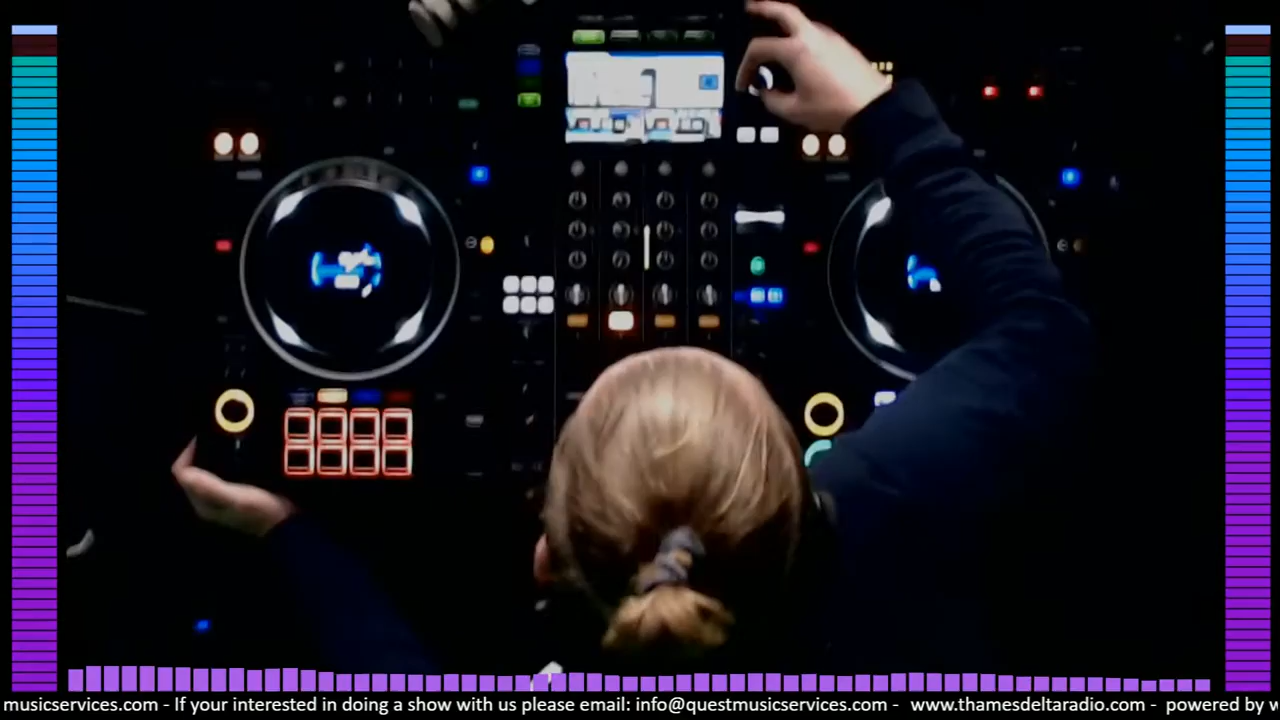 musicservices.com - If your interested in doing a show with us please email: info@questmusicservices.com - www.thamesdeltaradio.com - powered by w